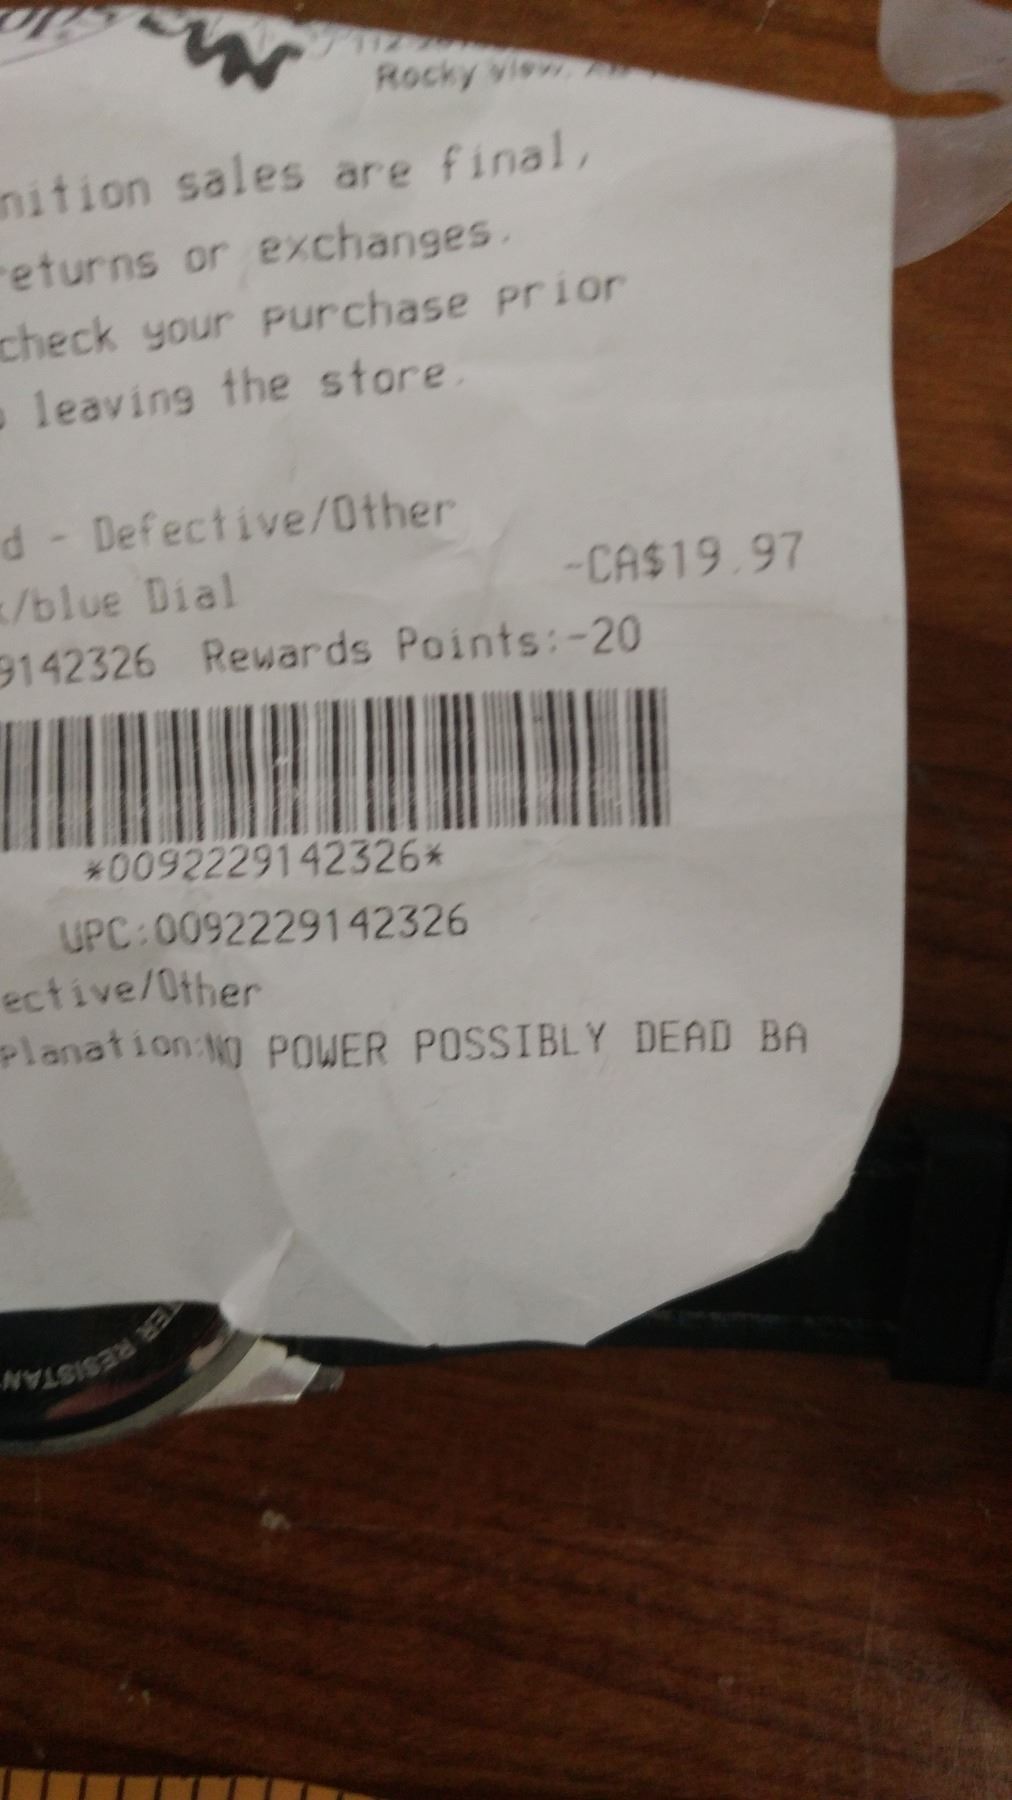 Rocky View,
nition sales are final,
eturns or exchanges.
check your purchase prior
leaving the store.
d - Defective/Other
-CA$19.97
/blue Dial
9142326 Rewards Points:-20
*0092229142326*
UPC:0092229142326
ective/Other
planation:NO POWER POSSIBLY DEAD BA
TER RESISTAN